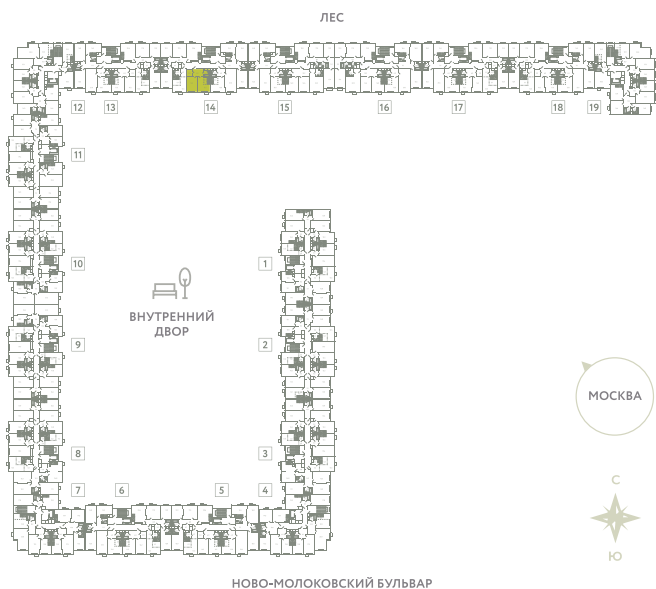 ЛЕС
12 13 14 15 16 17 18 19
11
10 1
ВНУТРЕННИЙ
ДВОР
9 2
МОСКВА
8 3
7 6 5 4
С
Ю
НОВО-МОЛОКОВСКИЙ БУЛЬВАР